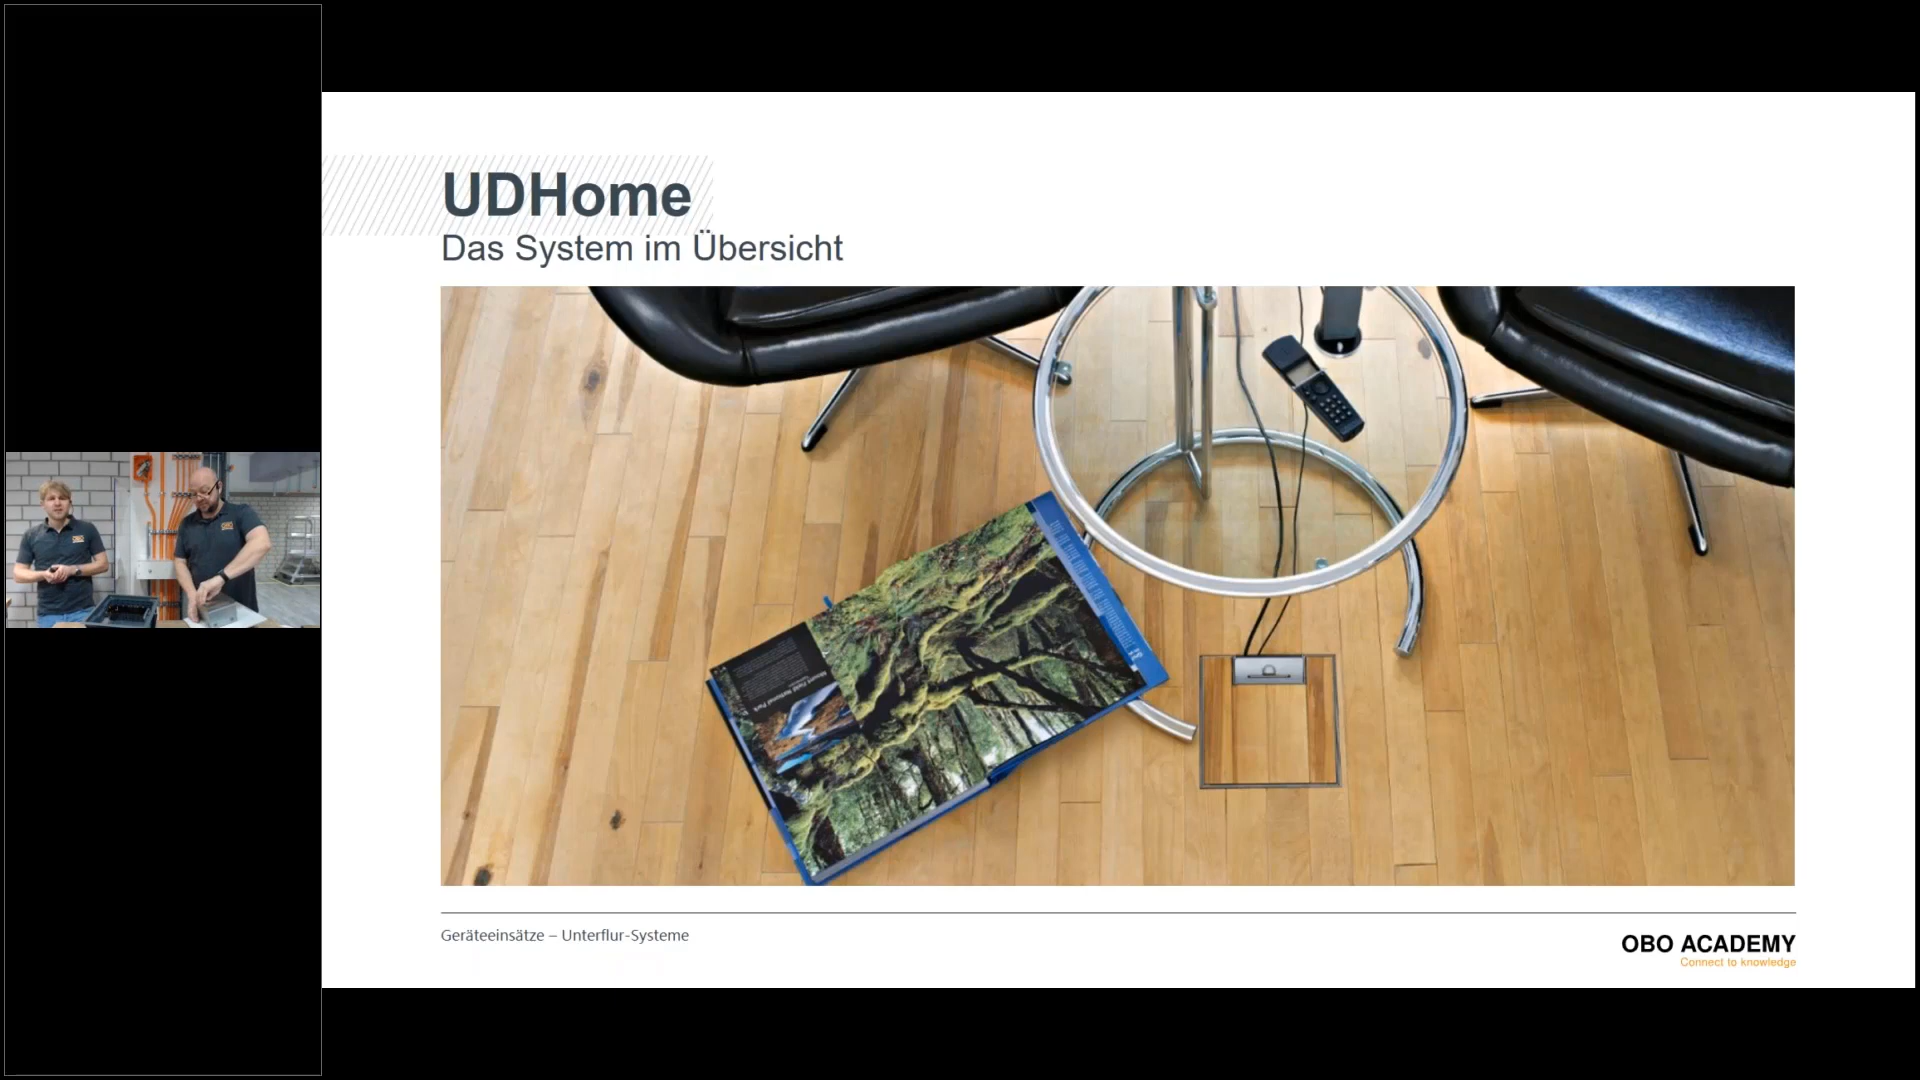 UDHome
Das System im Übersicht
Geräteeinsätze – Unterflur-Systeme
OBO ACADEMY
Connect to knowledge